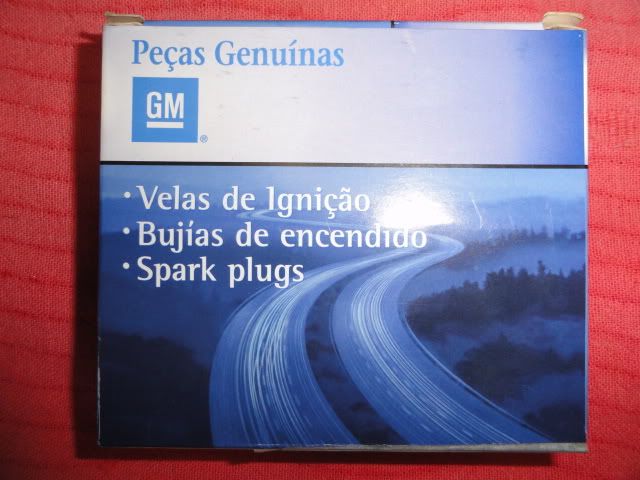 Peças Genuínas
GM®
• Velas de Ignição
• Bujías de encendido
• Spark plugs